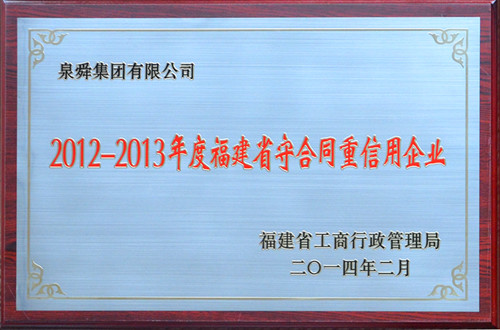 泉舜集团有限公司
2012-2013年度福建省守合同重信用企业
福建省工商行政管理局
二〇一四年二月